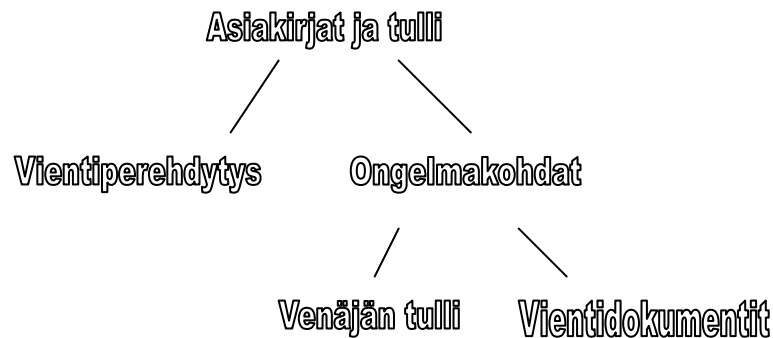 Asiakirjat ja tulli
Vientiperehdytys
Ongelmakohdat
Venäjän tulli
Vientidokumentit